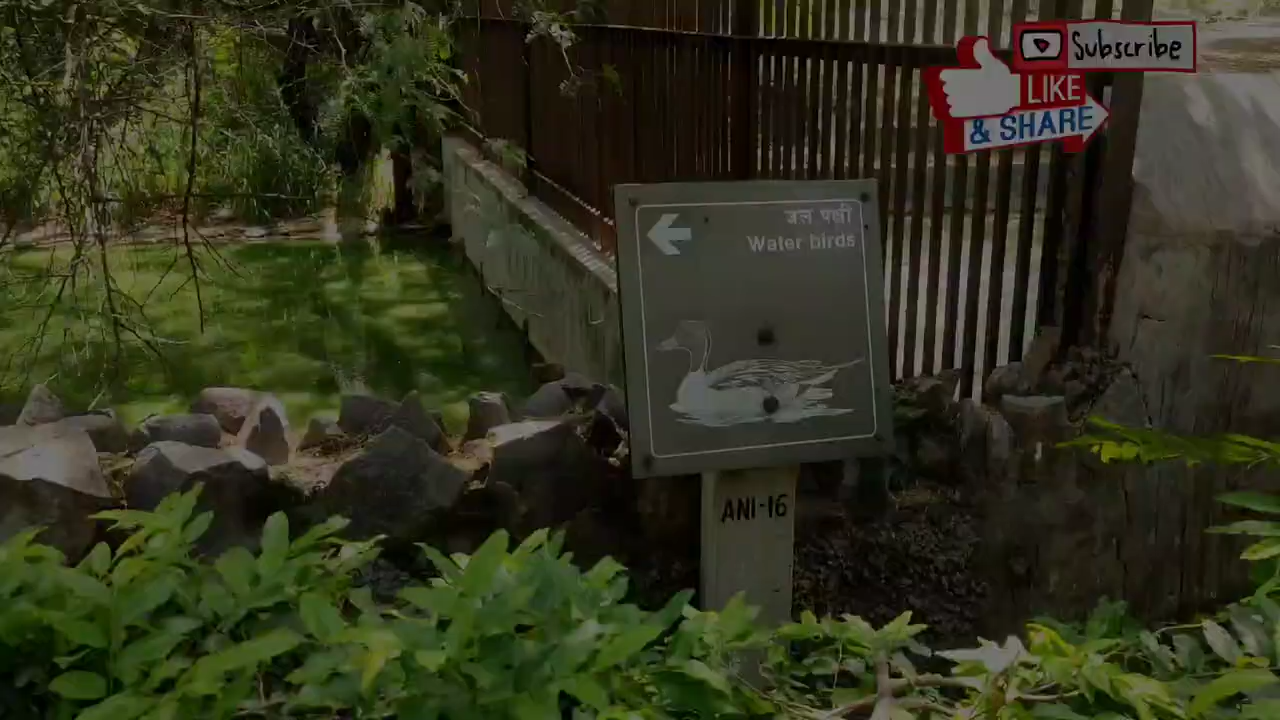 Subscribe
LIKE
& SHARE
जल पक्षी
Water birds
ANI-16